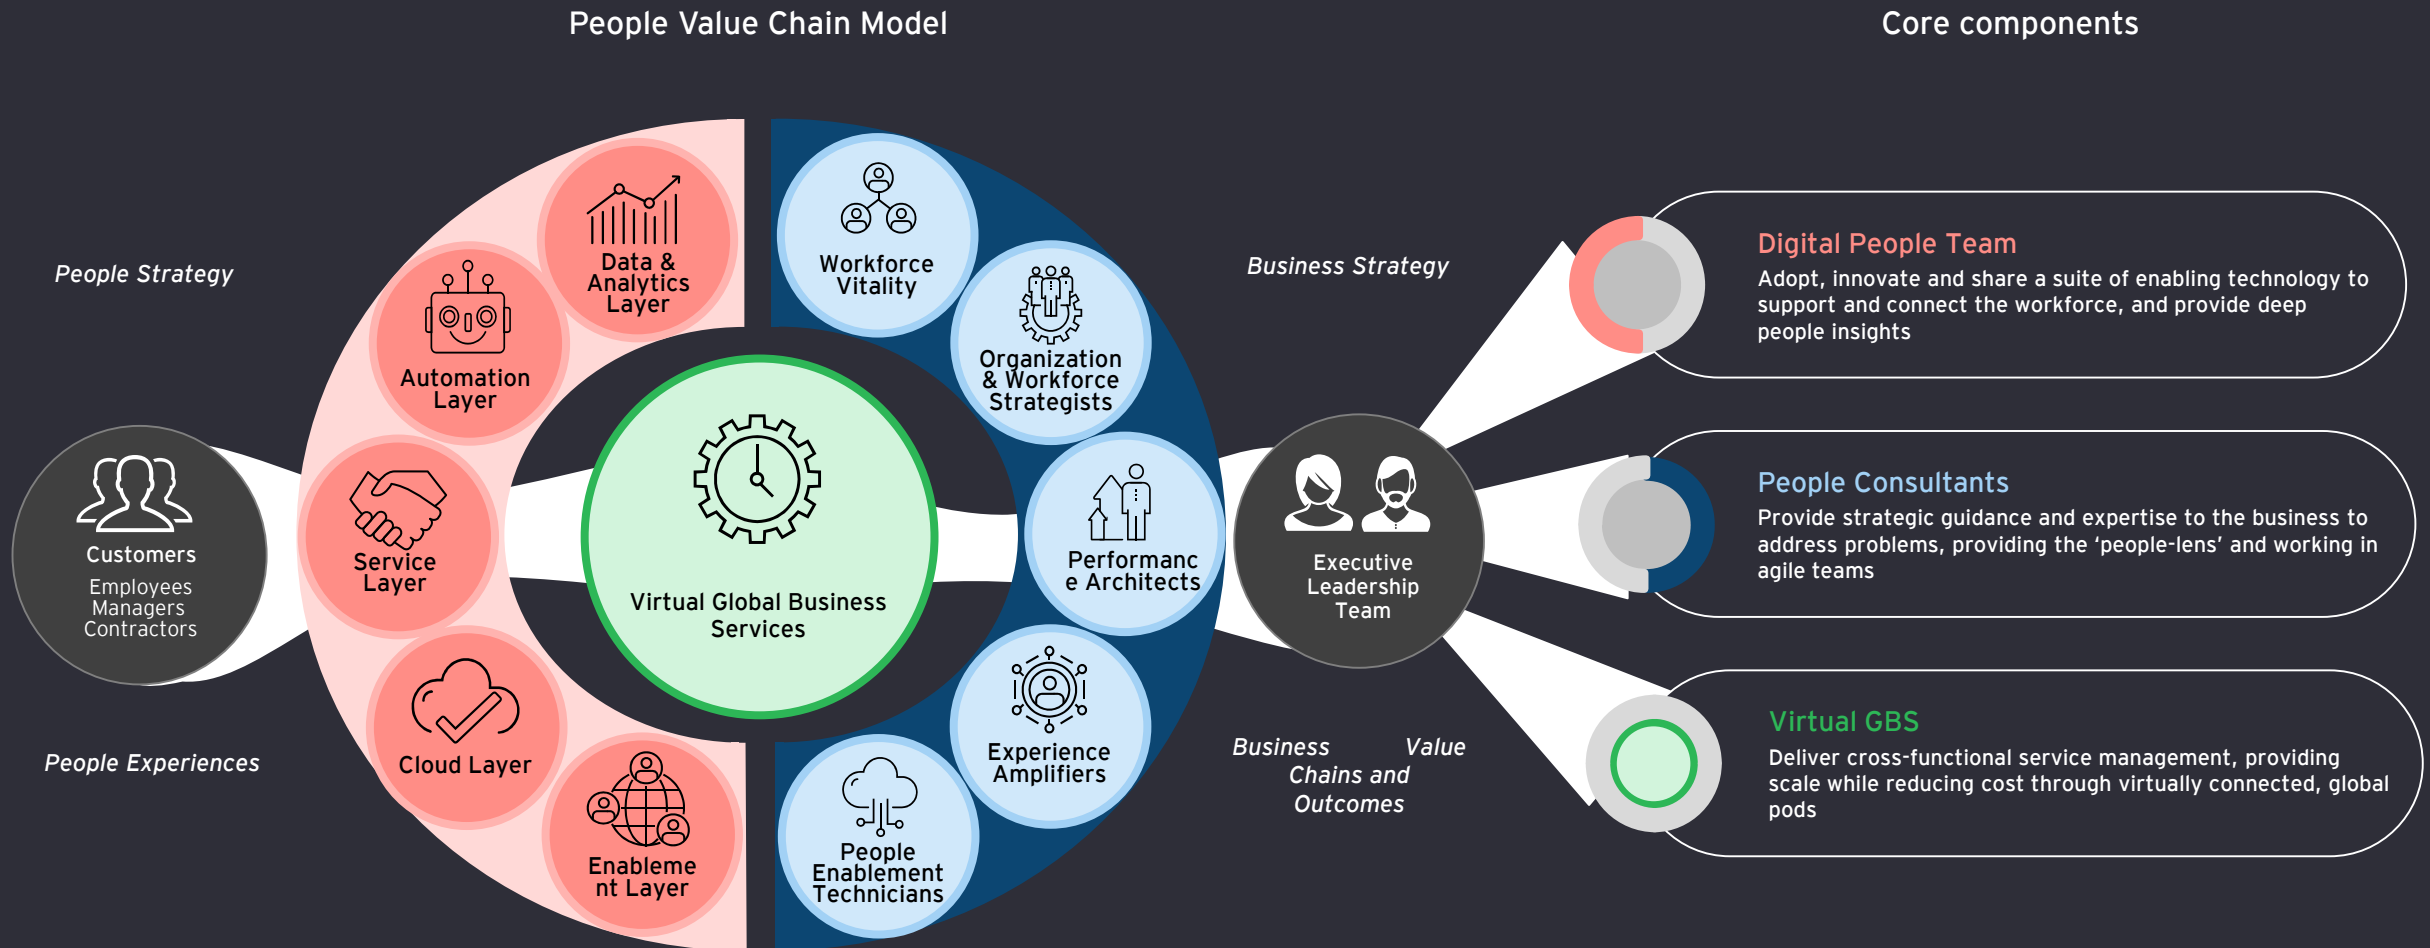 People Value Chain Model
Core components
People Strategy
People Experiences
Customers
Employees
Managers
Contractors
Data &
Analytics
Layer
Automation
Layer
Service
Layer
Cloud Layer
Enableme
nt Layer
Virtual Global Business
Services
Workforce
Vitality
Organization
& Workforce
Strategists
Performanc
e Architects
Experience
Amplifiers
People
Enablement
Technicians
Business Strategy
Executive
Leadership
Team
Business Value
Chains and
Outcomes
Digital People Team
Adopt, innovate and share a suite of enabling technology to
support and connect the workforce, and provide deep
people insights
People Consultants
Provide strategic guidance and expertise to the business to
address problems, providing the ‘people-lens’ and working in
agile teams
Virtual GBS
Deliver cross-functional service management, providing
scale while reducing cost through virtually connected, global
pods